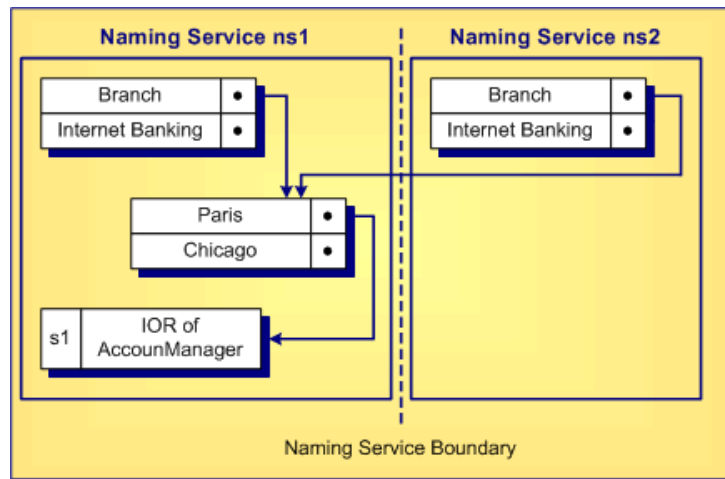 Naming Service ns1
Naming Service ns2
Branch
Internet Banking
Branch
Internet Banking
Paris
Chicago
s1
IOR of
AccounManager
Naming Service Boundary